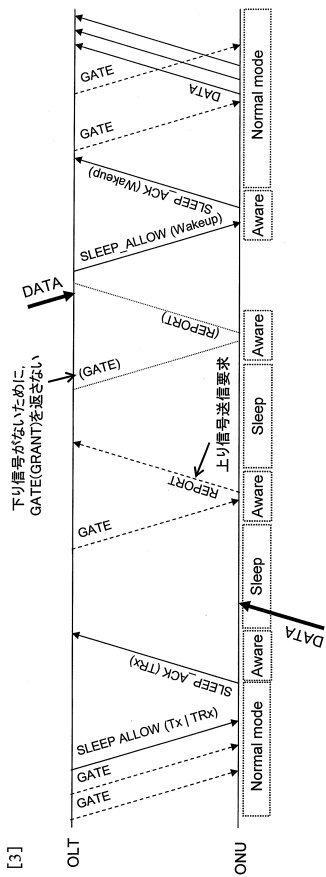 [3]
OLT
ONU
GATE
GATE
SLEEP ALLOW (Tx | TRx)
SLEEP_ACK (TRx)
DATA
GATE
REPORT
上り信号送信要求
下り信号がないために,
GATE(GRANT)を返さない
(GATE)
(REPORT)
DATA
SLEEP_ALLOW (Wakeup)
SLEEP_ACK (Wakeup)
GATE
DATA
GATE
Normal mode
Aware
Sleep
Aware
Sleep
Aware
Aware
Normal mode